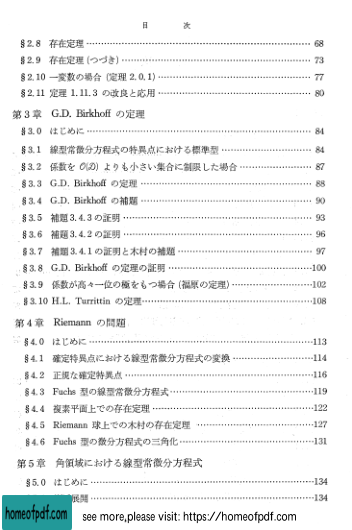 目 次
§2.8 存在定理 68
§2.9 存在定理 (つづき) 73
§2.10 一変数の場合 (定理 2.0.1) 77
§2.11 定理 1.11.3 の改良と応用 80
第3章 G.D. Birkhoff の定理
§3.0 はじめに 84
§3.1 線型常微分方程式の特異点における標準型 84
§3.2 係数を よりも小さい集合に制限した場合 87
§3.3 G.D. Birkhoff の定理 88
§3.4 G.D. Birkhoff の補題 90
§3.5 補題 3.4.3 の証明 93
§3.6 補題 3.4.2 の証明 96
§3.7 補題 3.4.1 の証明と木村の補題 97
§3.8 G.D. Birkhoff の定理の証明 100
§3.9 係数が高々一位の極をもつ場合 (福原の定理) 102
§3.10 H.L. Turrittin の定理 108
第4章 Riemann の問題
§4.0 はじめに 113
§4.1 確定特異点における線型常微分方程式の変換 114
§4.2 正規な確定特異点 116
§4.3 Fuchs 型の線型常微分方程式 119
§4.4 複素平面上での存在定理 122
§4.5 Riemann 球上での木村の存在定理 127
§4.6 Fuchs 型の微分方程式の三角化 131
第5章 角領域における線型常微分方程式
§5.0 はじめに 134
展開 134
homeofpdf.com see more,please visit: https://homeofpdf.com